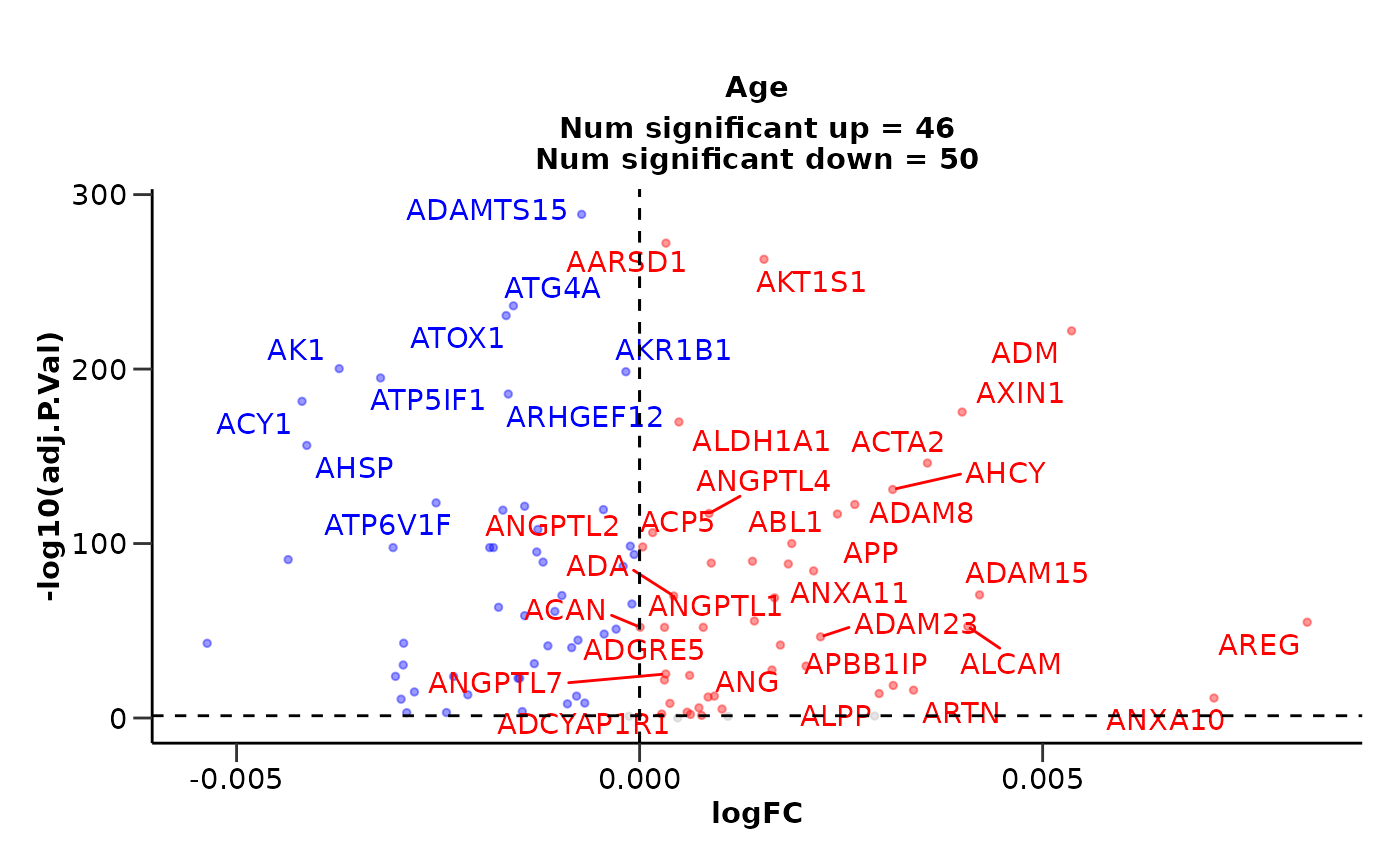 Age
Num significant up = 46
Num significant down = 50
-log10(adj.P.Val)
300
200
100
0
ADAMTS15
AARSD1
AKT1S1
ATG4A
ATOX1
AK1
AKR1B1
ADM
AXIN1
ATP5IF1
ARHGEF12
ACY1
ALDH1A1
ACTA2
AHSP
AHCY
ANGPTL4
ATP6V1F
ANGPTL2
ACP5
ABL1
ADAM8
APP
ADA
ADAM15
ANXA11
ANGPTL1
ACAN
ADAM23
ADGRE5
APBB1IP
ALCAM
AREG
ANGPTL7
ANG
ADCYAP1R1
ALPP
ARTN
ANXA10
-0.005
0.000
0.005
logFC